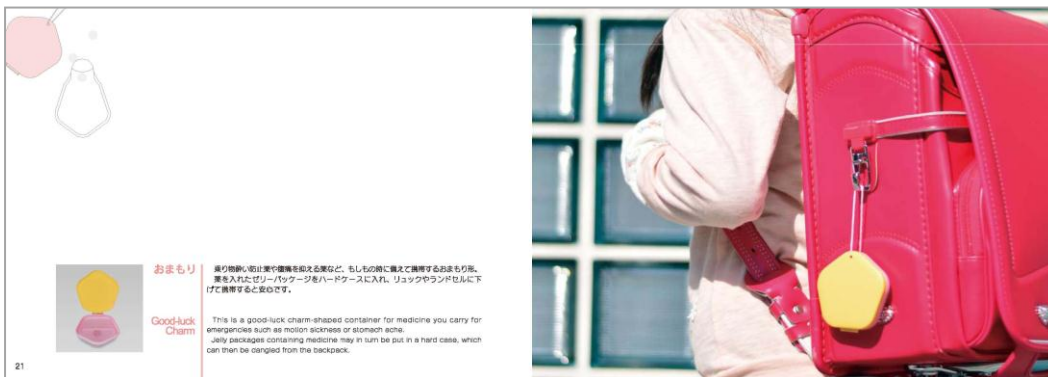 おまもり
乗り物酔い防止薬や腹痛を抑える薬など、もしもの時に備えて携帯するおまもり形。
薬を入れたゼリーパッケージをハードケースに入れ、リュックやランドセルに下
げて携帯すると安心です。
Good-luck
Charm
This is a good-luck charm-shaped container for medicine you carry for
emergencies such as motion sickness or stomach ache.
Jelly packages containing medicine may in turn be put in a hard case, which
can then be dangled from the backpack.
21